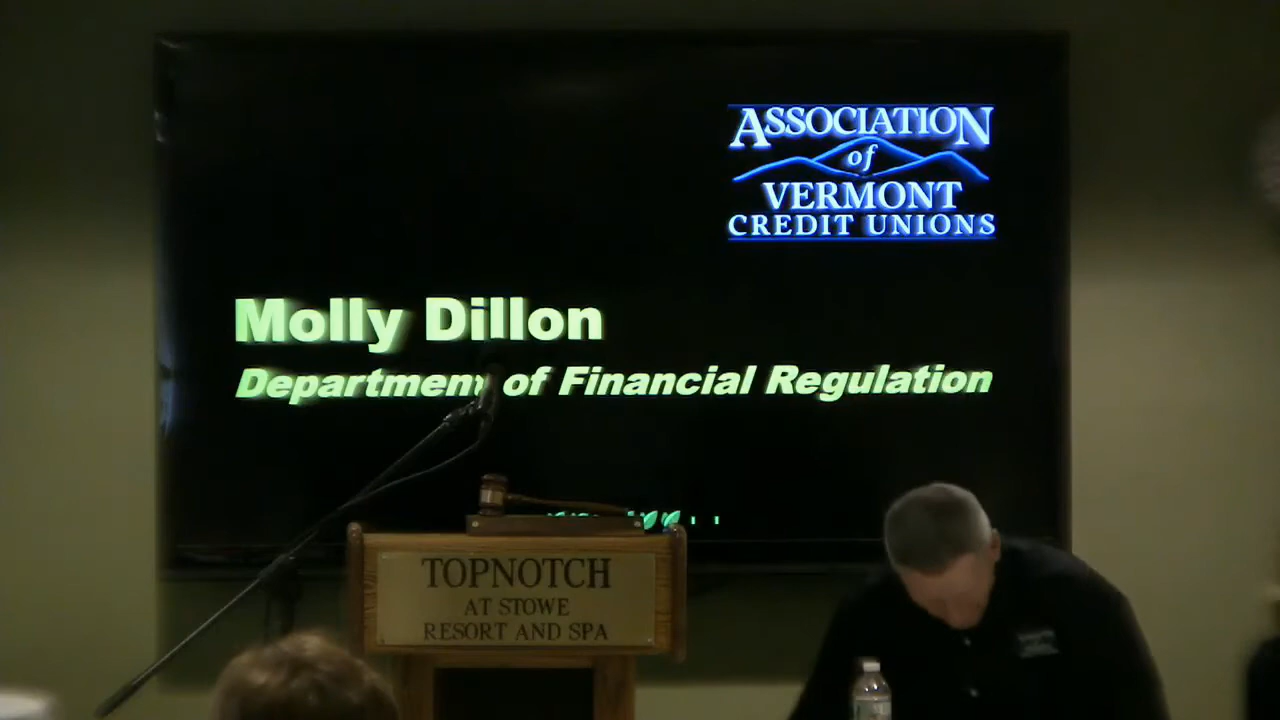 ASSOCIATION
of
VERMONT
CREDIT UNIONS
Molly Dillon
Department of Financial Regulation
TOPNOTCH
AT STOWE
RESORT AND SPA